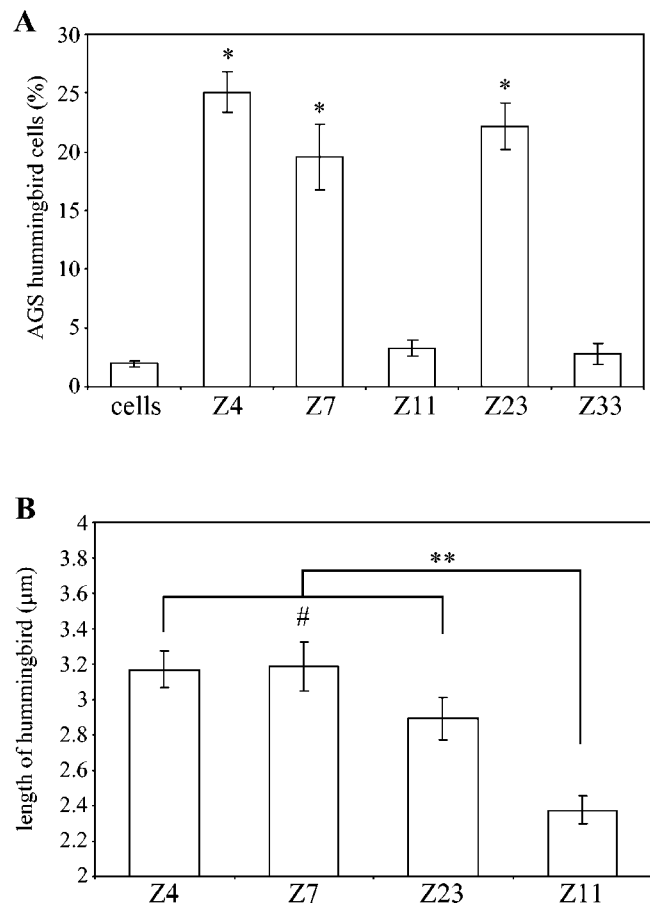 A
AGS hummingbird cells (%)
30
25
20
15
10
5
0
* * *
cells Z4 Z7 Z11 Z23 Z33
B
length of hummingbird (μm)
4
3.8
3.6
3.4
3.2
3
2.8
2.6
2.4
2.2
2
**
#
Z4 Z7 Z23 Z11